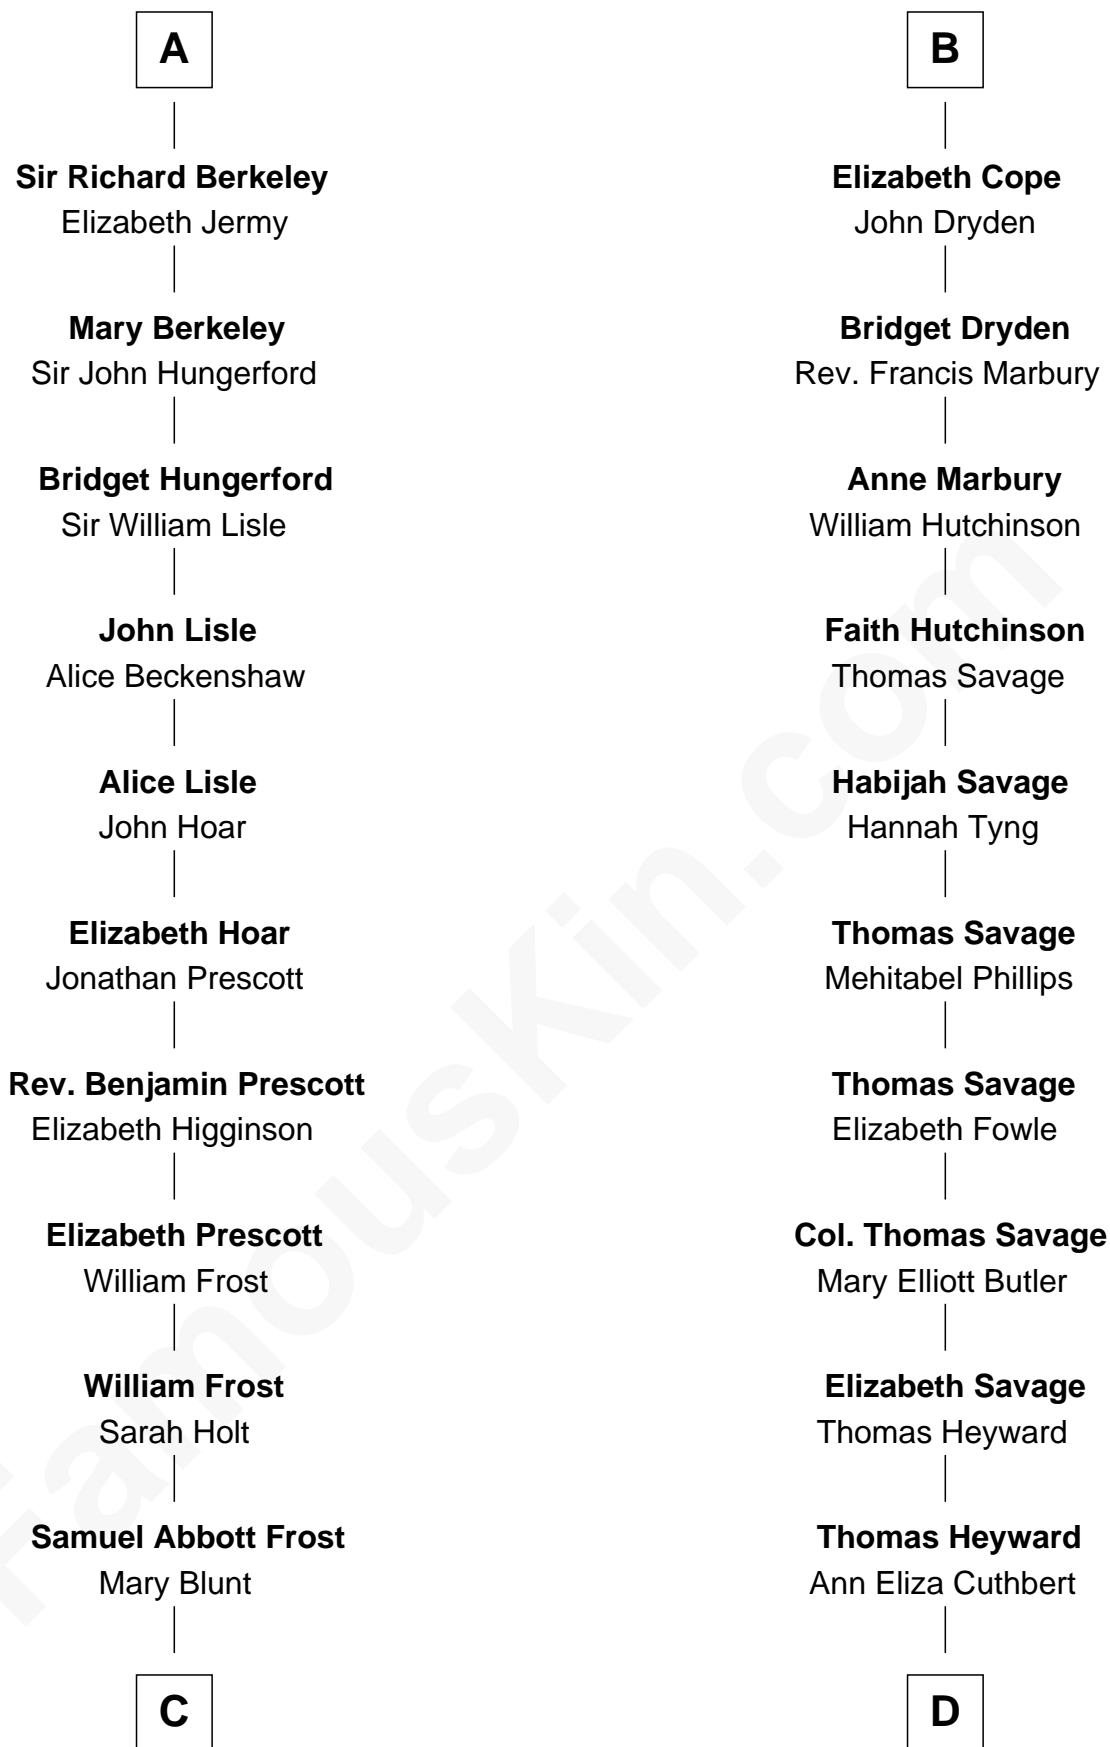 A
Sir Richard Berkeley
Elizabeth Jermy
Mary Berkeley
Sir John Hungerford
Bridget Hungerford
Sir William Lisle
John Lisle
Alice Beckenshaw
Alice Lisle
John Hoar
Elizabeth Hoar
Jonathan Prescott
Rev. Benjamin Prescott
Elizabeth Higginson
Elizabeth Prescott
William Frost
William Frost
Sarah Holt
Samuel Abbott Frost
Mary Blunt
C
B
Elizabeth Cope
John Dryden
Bridget Dryden
Rev. Francis Marbury
Anne Marbury
William Hutchinson
Faith Hutchinson
Thomas Savage
Habijah Savage
Hannah Tyng
Thomas Savage
Mehitabel Phillips
Thomas Savage
Elizabeth Fowle
Col. Thomas Savage
Mary Elliott Butler
Elizabeth Savage
Thomas Heyward
Thomas Heyward
Ann Eliza Cuthbert
D
FamousKin.com